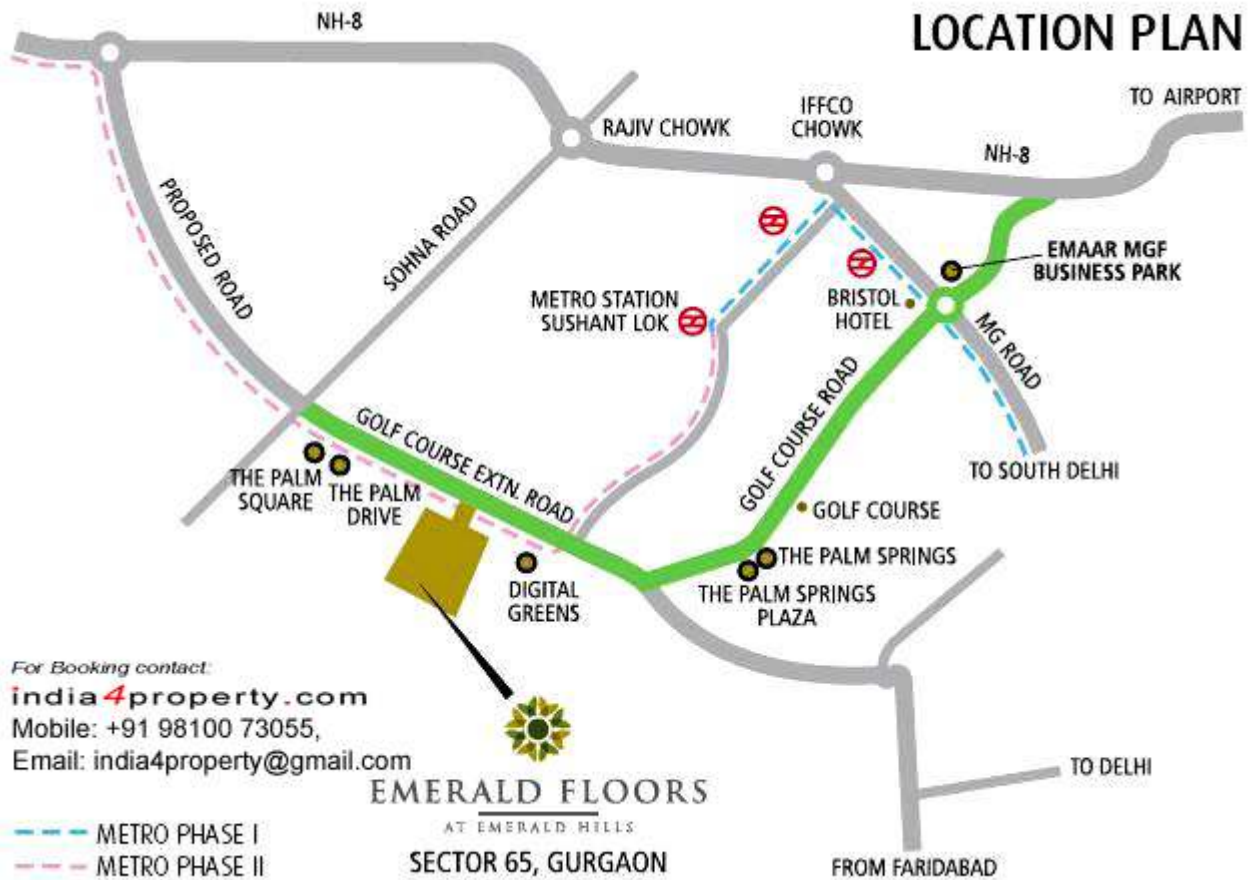 LOCATION PLAN
NH-8
TO AIRPORT
IFFCO
CHOWK
RAJIV CHOWK
NH-8
PROPOSED ROAD
SOHNA ROAD
EMAAR MGF
BUSINESS PARK
METRO STATION
SUSHANT LOK
BRISTOL
HOTEL
MG ROAD
GOLF COURSE ROAD
GOLF COURSE EXTN. ROAD
TO SOUTH DELHI
THE PALM
SQUARE
THE PALM
DRIVE
GOLF COURSE
THE PALM SPRINGS
DIGITAL
GREENS
THE PALM SPRINGS
PLAZA
For Booking contact:
india4property.com
Mobile: +91 98100 73055,
Email: india4property@gmail.com
TO DELHI
EMERALD FLOORS
AT EMERALD HILLS
SECTOR 65, GURGAON
METRO PHASE I
METRO PHASE II
FROM FARIDABAD